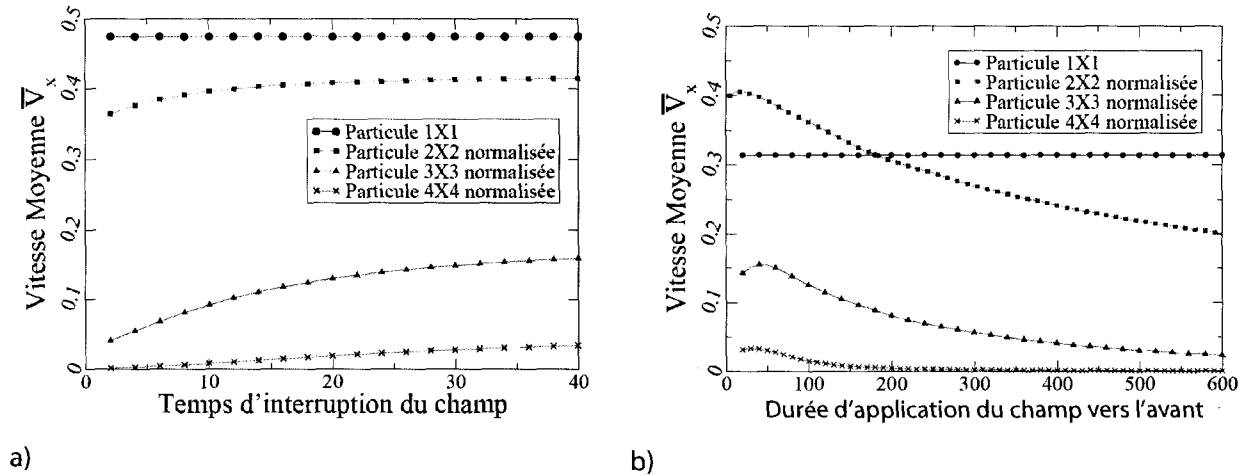 0.5
0.4
0.3
0.2
0.1
0
Vitesse Moyenne V̅x
Particule 1X1
Particule 2X2 normalisée
Particule 3X3 normalisée
Particule 4X4 normalisée
0 10 20 30 40
Temps d'interruption du champ
a)
0.5
0.4
0.3
0.2
0.1
0
Vitesse Moyenne V̅x
Particule 1X1
Particule 2X2 normalisée
Particule 3X3 normalisée
Particule 4X4 normalisée
0 100 200 300 400 500 600
Durée d'application du champ vers l'avant
b)